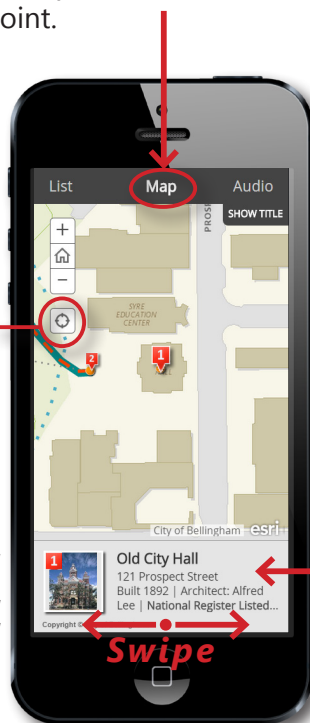 oint.
List Map Audio
SHOW TITLE
PROSP
+
−
SYRE
EDUCATION
CENTER
2
1
City of Bellingham esri
1
Old City Hall
121 Prospect Street
Built 1892 | Architect: Alfred
Lee | National Register Listed...
Copyright ©
Swipe